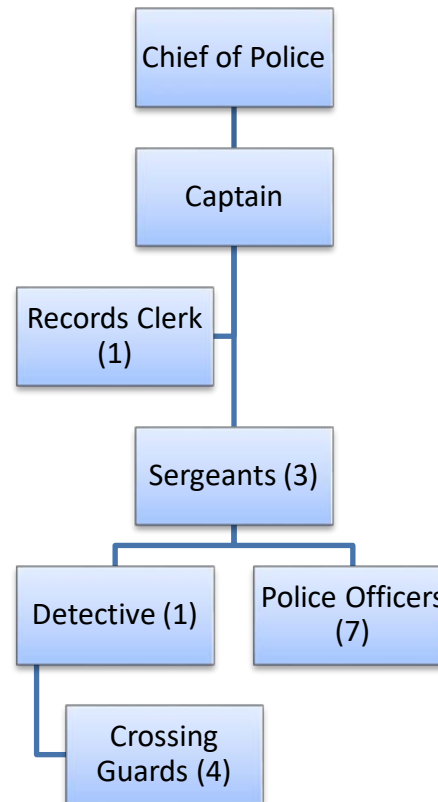 Chief of Police
Captain
Records Clerk
(1)
Sergeants (3)
Detective (1)
Police Officers
(7)
Crossing
Guards (4)